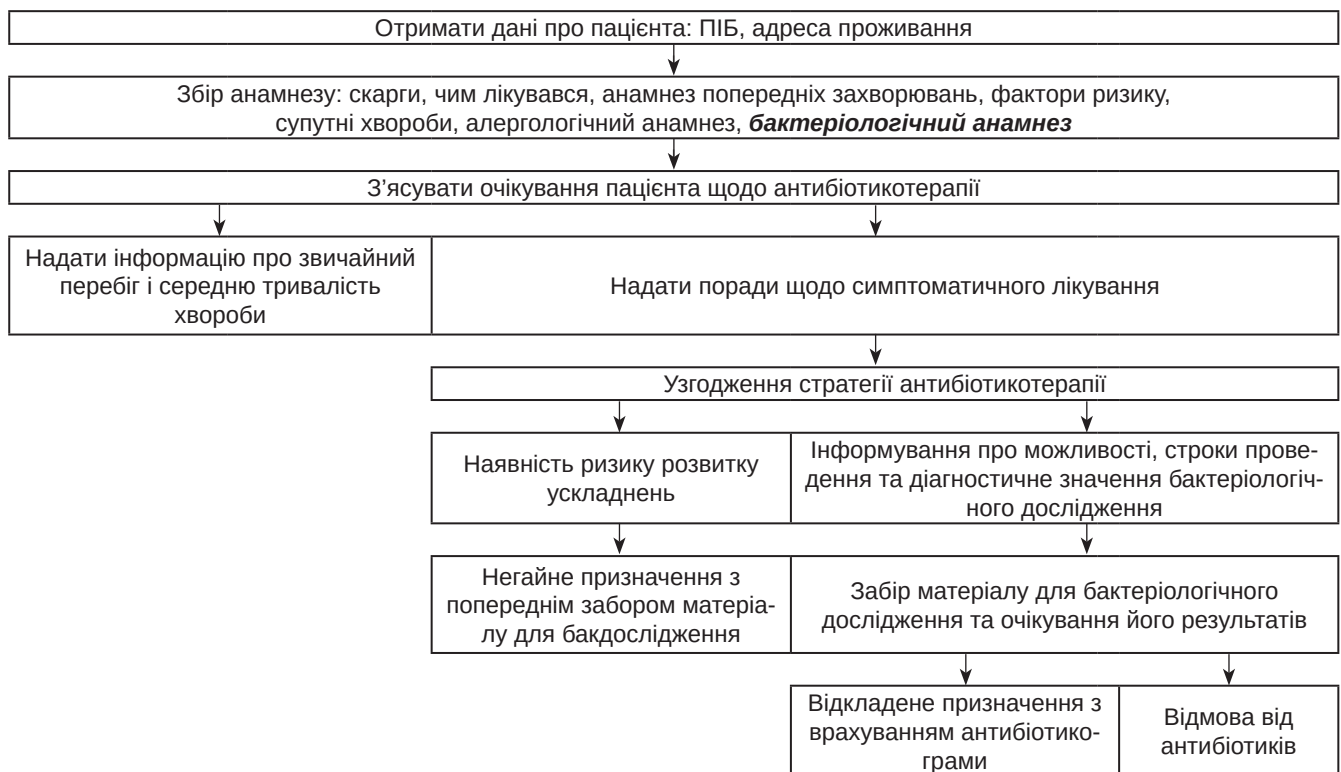 Отримати дані про пацієнта: ПІБ, адреса проживання
Збір анамнезу: скарги, чим лікувався, анамнез попередніх захворювань, фактори ризику,
супутні хвороби, алергологічний анамнез, бактеріологічний анамнез
З’ясувати очікування пацієнта щодо антибіотикотерапії
Надати інформацію про звичайний
перебіг і середню тривалість
хвороби
Надати поради щодо симптоматичного лікування
Узгодження стратегії антибіотикотерапії
Наявність ризику розвитку
ускладнень
Інформування про можливості, строки прове-
дення та діагностичне значення бактеріологіч-
ного дослідження
Негайне призначення з
попереднім забором матеріа-
лу для бакдослідження
Забір матеріалу для бактеріологічного
дослідження та очікування його результатів
Відкладене призначення з
врахуванням антибіотико-
грами
Відмова від
антибіотиків